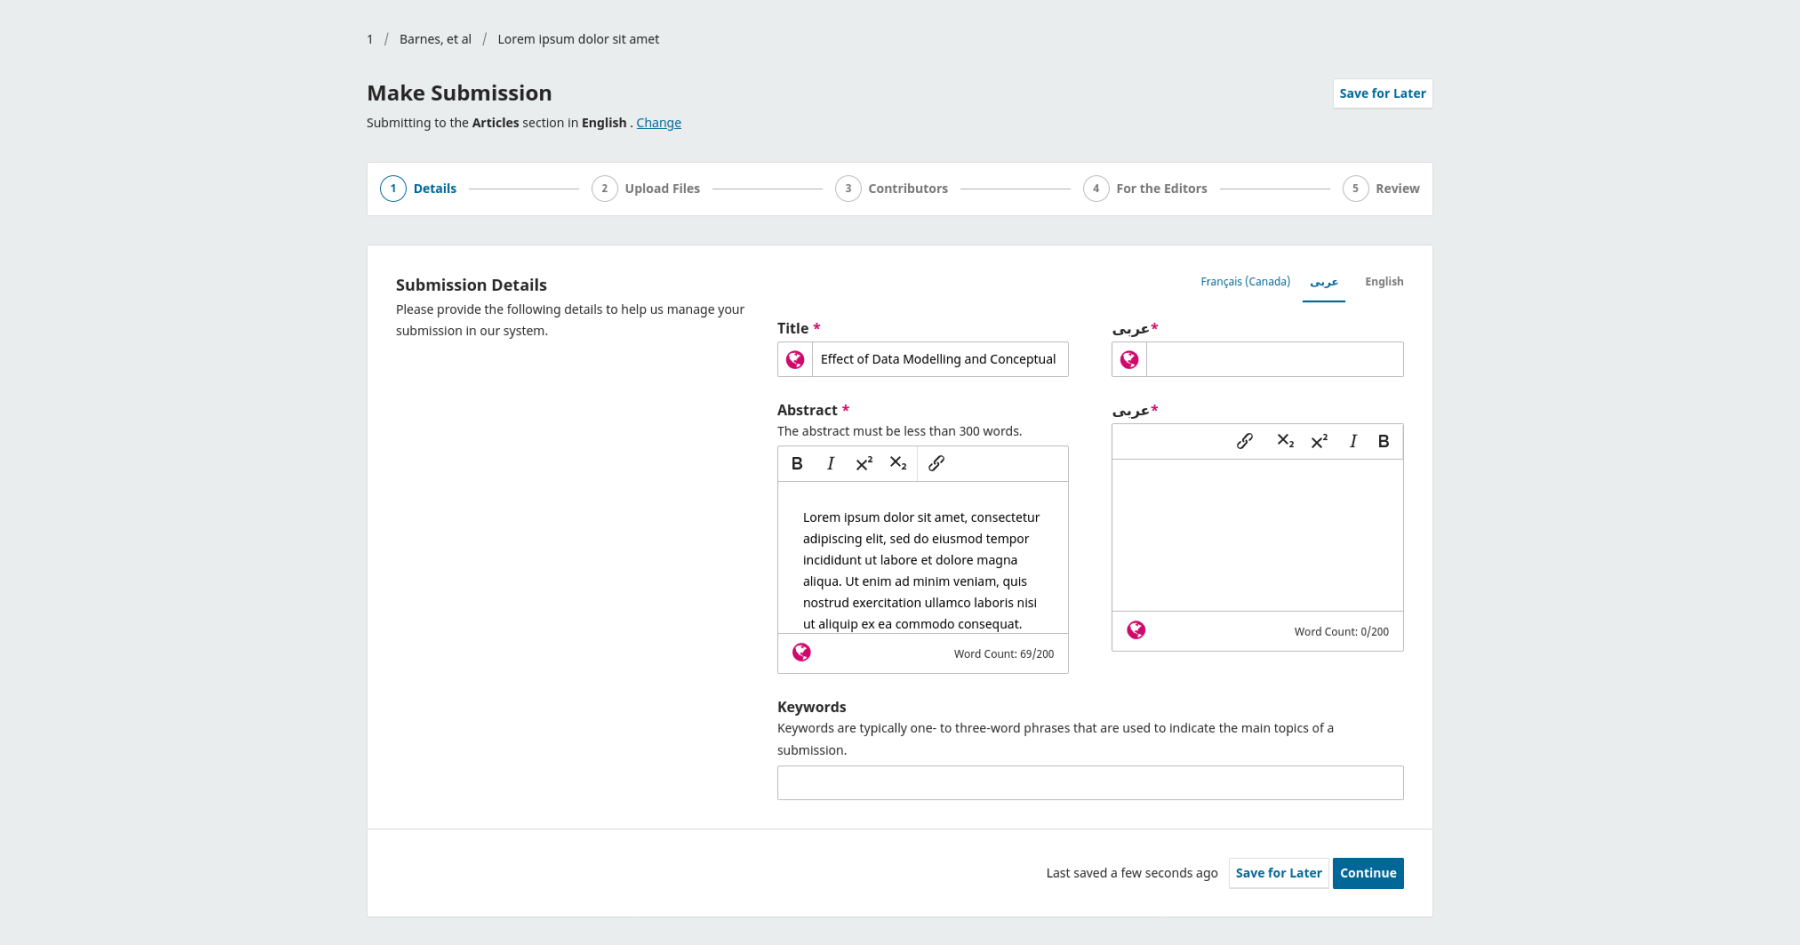 1 / Barnes, et al / Lorem ipsum dolor sit amet
Make Submission
Save for Later
Submitting to the Articles section in English . Change
1 Details
2 Upload Files
3 Contributors
4 For the Editors
5 Review
Submission Details
Please provide the following details to help us manage your
submission in our system.
Français (Canada)
عربى
English
Title *
Effect of Data Modelling and Conceptual
عربى*
Abstract *
The abstract must be less than 300 words.
B I X² X₂
Lorem ipsum dolor sit amet, consectetur
adipiscing elit, sed do eiusmod tempor
incididunt ut labore et dolore magna
aliqua. Ut enim ad minim veniam, quis
nostrud exercitation ullamco laboris nisi
ut aliquip ex ea commodo consequat.
Word Count: 69/200
عربى*
X₂ X² I B
Word Count: 0/200
Keywords
Keywords are typically one- to three-word phrases that are used to indicate the main topics of a
submission.
Last saved a few seconds ago
Save for Later
Continue